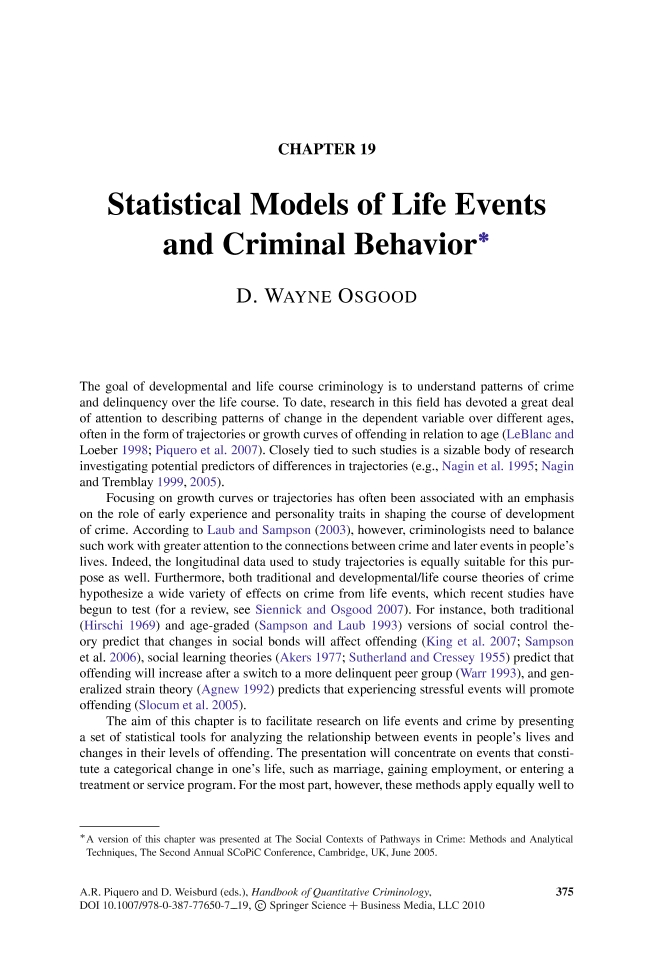 CHAPTER 19
Statistical Models of Life Events
and Criminal Behavior*
D. WAYNE OSGOOD
The goal of developmental and life course criminology is to understand patterns of crime
and delinquency over the life course. To date, research in this field has devoted a great deal
of attention to describing patterns of change in the dependent variable over different ages,
often in the form of trajectories or growth curves of offending in relation to age (LeBlanc and
Loeber 1998; Piquero et al. 2007). Closely tied to such studies is a sizable body of research
investigating potential predictors of differences in trajectories (e.g., Nagin et al. 1995; Nagin
and Tremblay 1999, 2005).
Focusing on growth curves or trajectories has often been associated with an emphasis
on the role of early experience and personality traits in shaping the course of development
of crime. According to Laub and Sampson (2003), however, criminologists need to balance
such work with greater attention to the connections between crime and later events in people's
lives. Indeed, the longitudinal data used to study trajectories is equally suitable for this pur-
pose as well. Furthermore, both traditional and developmental/life course theories of crime
hypothesize a wide variety of effects on crime from life events, which recent studies have
begun to test (for a review, see Siennick and Osgood 2007). For instance, both traditional
(Hirschi 1969) and age-graded (Sampson and Laub 1993) versions of social control the-
ory predict that changes in social bonds will affect offending (King et al. 2007; Sampson
et al. 2006), social learning theories (Akers 1977; Sutherland and Cressey 1955) predict that
offending will increase after a switch to a more delinquent peer group (Warr 1993), and gen-
eralized strain theory (Agnew 1992) predicts that experiencing stressful events will promote
offending (Slocum et al. 2005).
The aim of this chapter is to facilitate research on life events and crime by presenting
a set of statistical tools for analyzing the relationship between events in people's lives and
changes in their levels of offending. The presentation will concentrate on events that consti-
tute a categorical change in one's life, such as marriage, gaining employment, or entering a
treatment or service program. For the most part, however, these methods apply equally well to
*A version of this chapter was presented at The Social Contexts of Pathways in Crime: Methods and Analytical
Techniques, The Second Annual SCoPiC Conference, Cambridge, UK, June 2005.
A.R. Piquero and D. Weisburd (eds.), Handbook of Quantitative Criminology, 375
DOI 10.1007/978-0-387-77650-7_19, © Springer Science + Business Media, LLC 2010